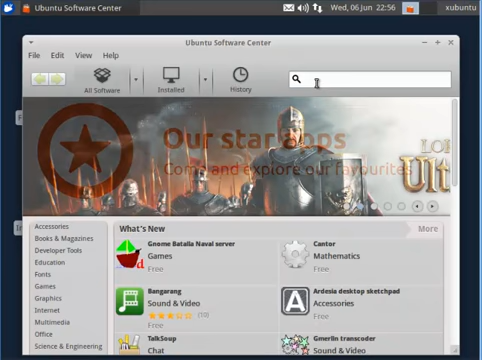 Ubuntu Software Center
Wed, 06 Jun 22:56
xubuntu
Ubuntu Software Center
File Edit View Help
All Software
Installed
History
Our star apps
Come and explore our favourites
Ult
What's New
More
Accessories
Books & Magazines
Developer Tools
Education
Fonts
Games
Graphics
Internet
Multimedia
Office
Science & Engineering
Gnome Batalla Naval server
Games
Free
Cantor
Mathematics
Free
Bangarang
Sound & Video
(10)
Free
Ardesia desktop sketchpad
Accessories
Free
TalkSoup
Chat
Gmerlin transcoder
Sound & Video